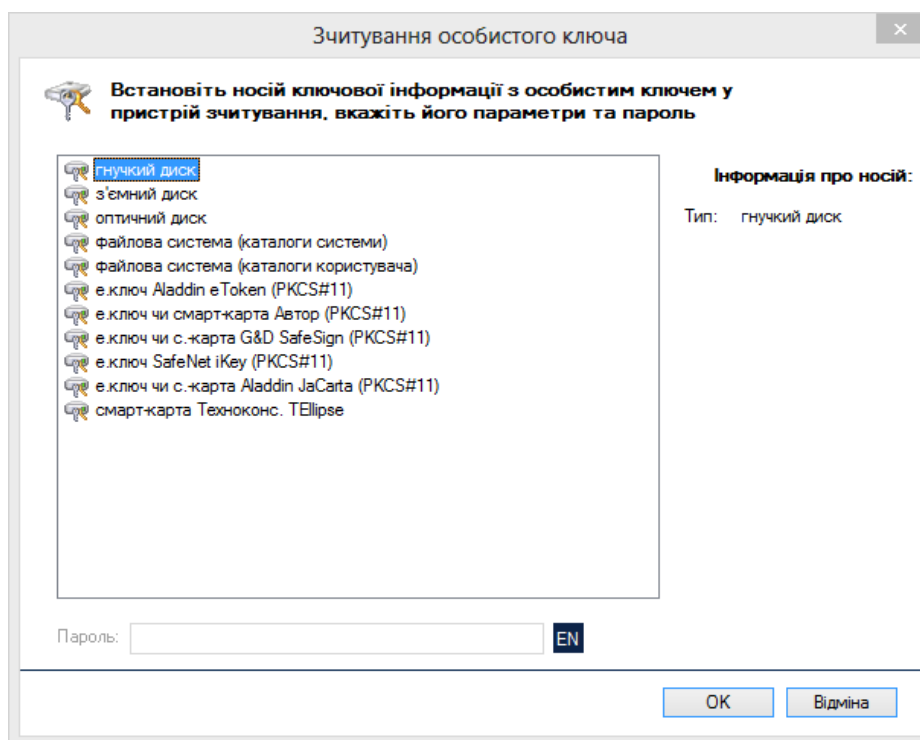 Зчитування особистого ключа
Встановіть носій ключової інформації з особистим ключем у
пристрій зчитування, вкажіть його параметри та пароль
гнучкий диск
з'ємний диск
оптичний диск
файлова система (каталоги системи)
файлова система (каталоги користувача)
е.ключ Aladdin eToken (PKCS#11)
е.ключ чи смарт-карта Автор (PKCS#11)
е.ключ чи с.-карта G&D SafeSign (PKCS#11)
е.ключ SafeNet iKey (PKCS#11)
е.ключ чи с.-карта Aladdin JaCarta (PKCS#11)
смарт-карта Техноконс. TEllipse
Інформація про носій:
Тип: гнучкий диск
Пароль:
EN
OK
Відміна